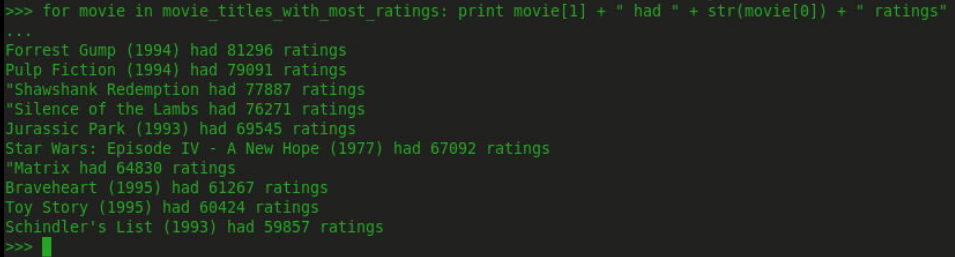 >>> for movie in movie_titles_with_most_ratings: print movie[1] + " had " + str(movie[0]) + " ratings"
...
Forrest Gump (1994) had 81296 ratings
Pulp Fiction (1994) had 79091 ratings
"Shawshank Redemption had 77887 ratings
"Silence of the Lambs had 76271 ratings
Jurassic Park (1993) had 69545 ratings
Star Wars: Episode IV - A New Hope (1977) had 67092 ratings
"Matrix had 64830 ratings
Braveheart (1995) had 61267 ratings
Toy Story (1995) had 60424 ratings
Schindler's List (1993) had 59857 ratings
>>>